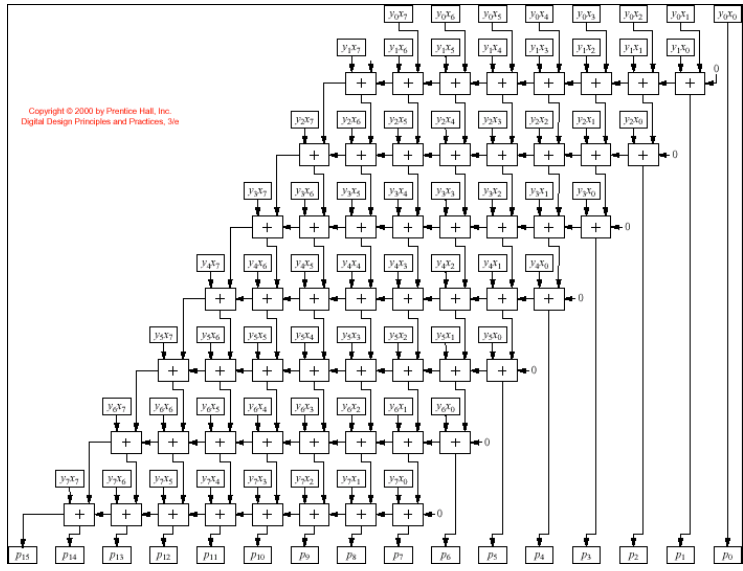 y₀x₇ y₀x₆ y₀x₅ y₀x₄ y₀x₃ y₀x₂ y₀x₁ y₀x₀
y₁x₇ y₁x₆ y₁x₅ y₁x₄ y₁x₃ y₁x₂ y₁x₁ y₁x₀
0
+ + + + + + + +
Copyright © 2000 by Prentice Hall, Inc.
Digital Design Principles and Practices, 3/e
y₂x₇ y₂x₆ y₂x₅ y₂x₄ y₂x₃ y₂x₂ y₂x₁ y₂x₀
+ + + + + + + + 0
y₃x₇ y₃x₆ y₃x₅ y₃x₄ y₃x₃ y₃x₂ y₃x₁ y₃x₀
+ + + + + + + + 0
y₄x₇ y₄x₆ y₄x₅ y₄x₄ y₄x₃ y₄x₂ y₄x₁ y₄x₀
+ + + + + + + + 0
y₅x₇ y₅x₆ y₅x₅ y₅x₄ y₅x₃ y₅x₂ y₅x₁ y₅x₀
+ + + + + + + + 0
y₆x₇ y₆x₆ y₆x₅ y₆x₄ y₆x₃ y₆x₂ y₆x₁ y₆x₀
+ + + + + + + + 0
y₇x₇ y₇x₆ y₇x₅ y₇x₄ y₇x₃ y₇x₂ y₇x₁ y₇x₀
+ + + + + + + + 0
p₁₅ p₁₄ p₁₃ p₁₂ p₁₁ p₁₀ p₉ p₈ p₇ p₆ p₅ p₄ p₃ p₂ p₁ p₀